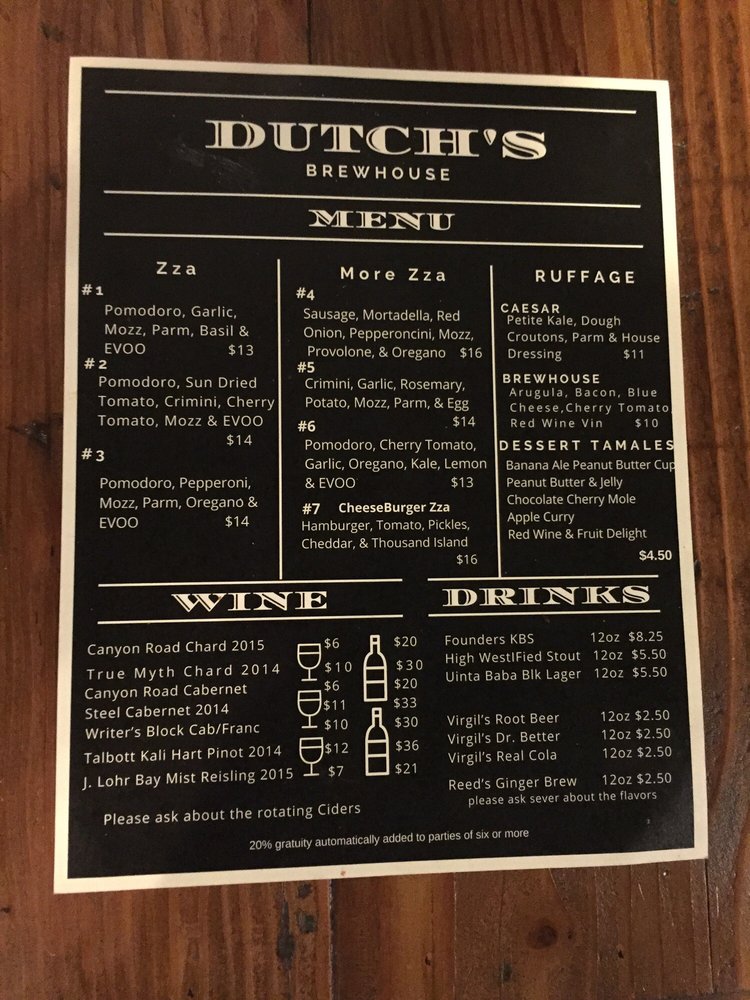 DUTCH'S
BREWHOUSE
MENU
Zza
#1
Pomodoro, Garlic,
Mozz, Parm, Basil &
EVOO $13
#2
Pomodoro, Sun Dried
Tomato, Crimini, Cherry
Tomato, Mozz & EVOO
$14
#3
Pomodoro, Pepperoni,
Mozz, Parm, Oregano &
EVOO $14
More Zza
#4
Sausage, Mortadella, Red
Onion, Pepperoncini, Mozz,
Provolone, & Oregano $16
#5
Crimini, Garlic, Rosemary,
Potato, Mozz, Parm, & Egg
$14
#6
Pomodoro, Cherry Tomato,
Garlic, Oregano, Kale, Lemon
& EVOO $13
#7 CheeseBurger Zza
Hamburger, Tomato, Pickles,
Cheddar, & Thousand Island
$16
RUFFAGE
CAESAR
Petite Kale, Dough
Croutons, Parm & House
Dressing $11
BREWHOUSE
Arugula, Bacon, Blue
Cheese,Cherry Tomato
Red Wine Vin $10
DESSERT TAMALES
Banana Ale Peanut Butter Cup
Peanut Butter & Jelly
Chocolate Cherry Mole
Apple Curry
Red Wine & Fruit Delight
$4.50
WINE
Canyon Road Chard 2015 $6 $20
True Myth Chard 2014 $10 $30
Canyon Road Cabernet $6 $20
Steel Cabernet 2014 $11 $33
Writer's Block Cab/Franc $10 $30
Talbott Kali Hart Pinot 2014 $12 $36
J. Lohr Bay Mist Reisling 2015 $7 $21
Please ask about the rotating Ciders
DRINKS
Founders KBS 12oz $8.25
High WestIFied Stout 12oz $5.50
Uinta Baba Blk Lager 12oz $5.50
Virgil's Root Beer 12oz $2.50
Virgil's Dr. Better 12oz $2.50
Virgil's Real Cola 12oz $2.50
Reed's Ginger Brew 12oz $2.50
please ask sever about the flavors
20% gratuity automatically added to parties of six or more